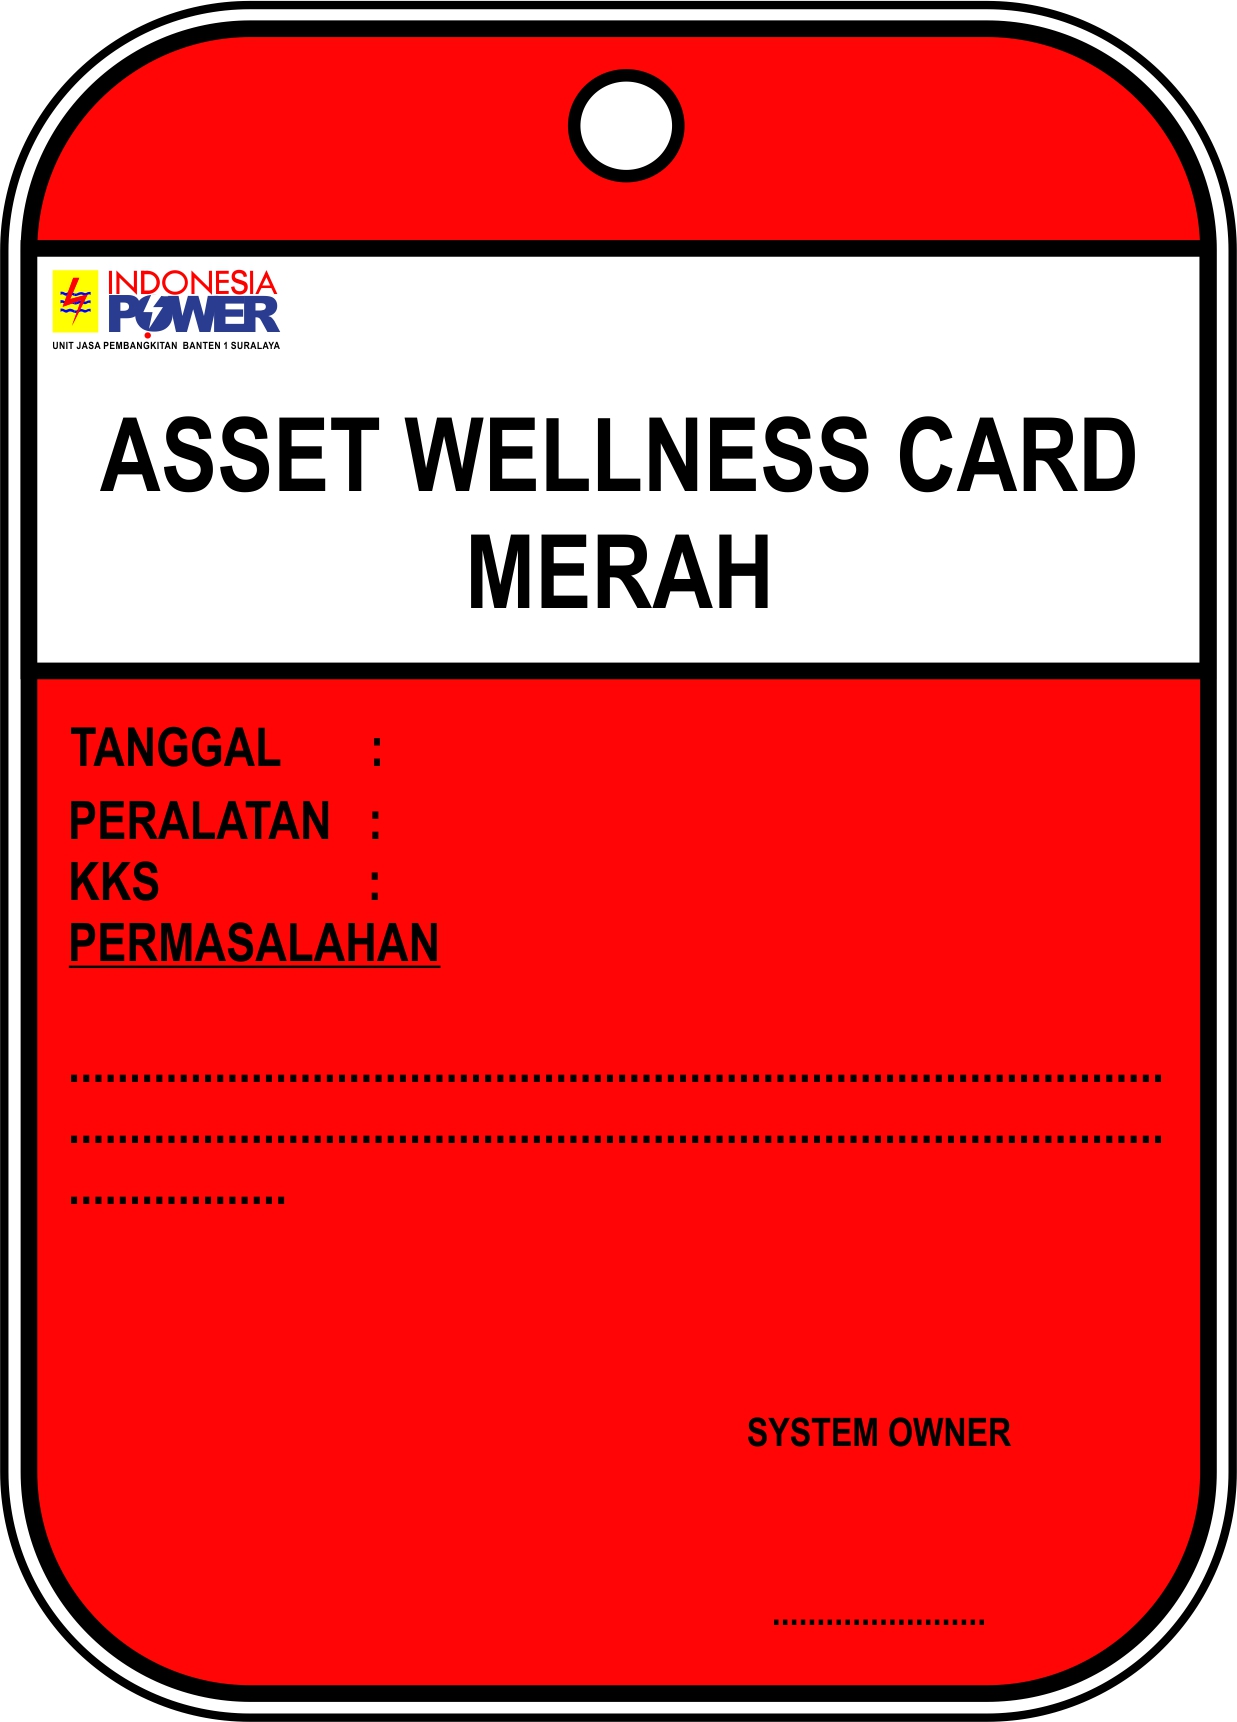 INDONESIA
POWER
UNIT JASA PEMBANGKITAN BANTEN 1 SURALAYA
ASSET WELLNESS CARD
MERAH
TANGGAL :
PERALATAN :
KKS :
PERMASALAHAN
..........................................................................................
..........................................................................................
..................
SYSTEM OWNER
........................